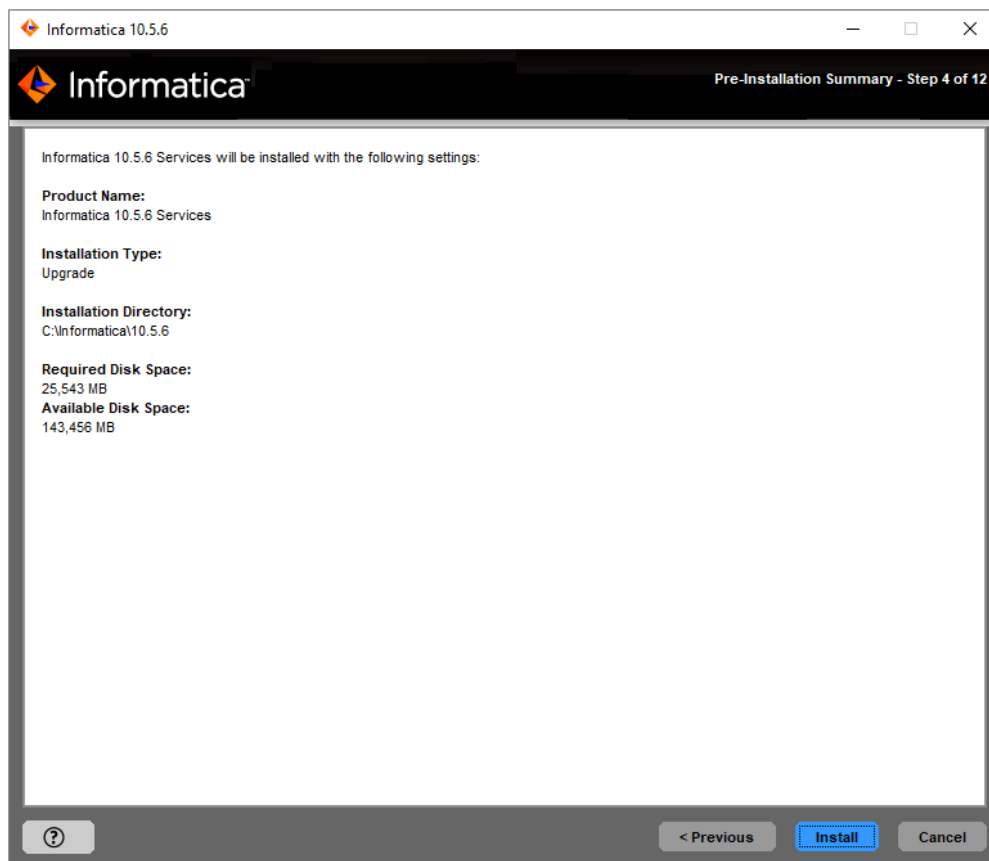 Informatica 10.5.6
Informatica
Pre-Installation Summary - Step 4 of 12
Informatica 10.5.6 Services will be installed with the following settings:
Product Name:
Informatica 10.5.6 Services
Installation Type:
Upgrade
Installation Directory:
C:\Informatica\10.5.6
Required Disk Space:
25,543 MB
Available Disk Space:
143,456 MB
?
< Previous
Install
Cancel